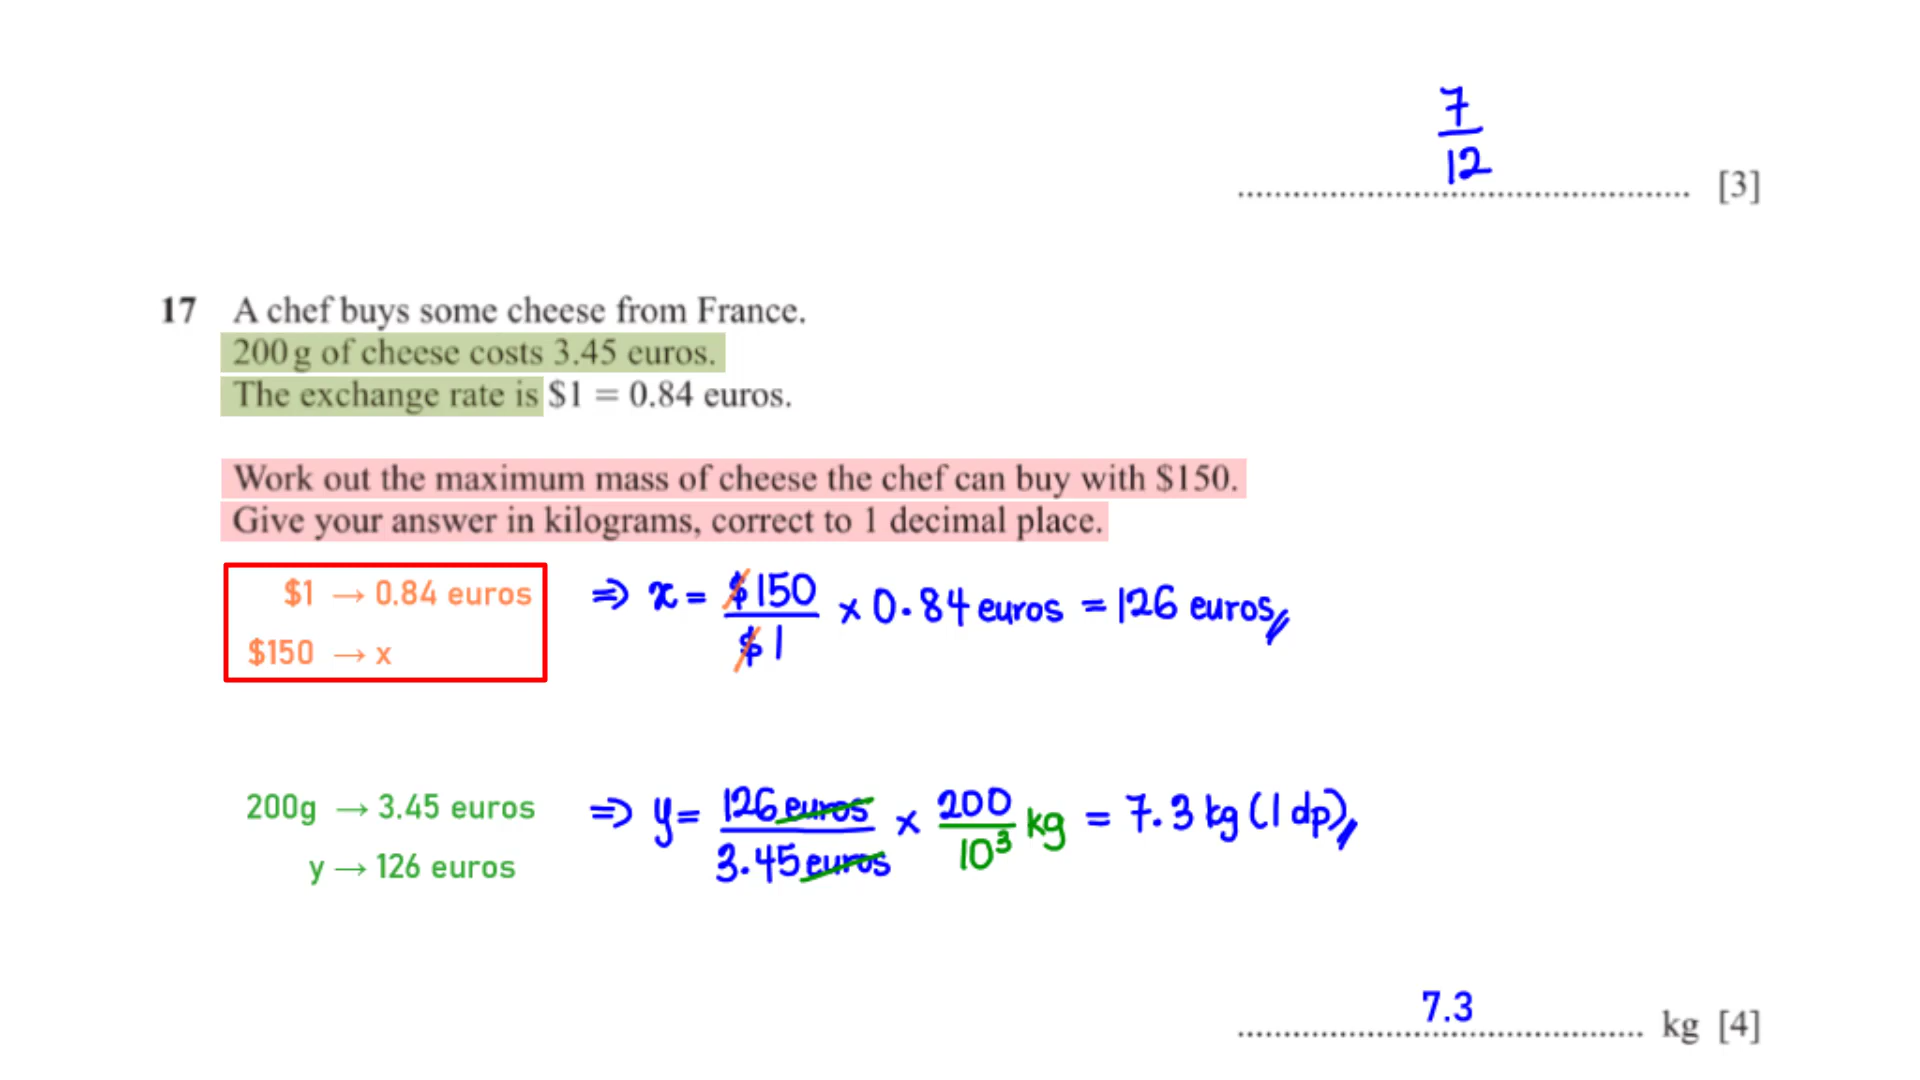 7
12
[3]
17 A chef buys some cheese from France.
200 g of cheese costs 3.45 euros.
The exchange rate is $1 = 0.84 euros.
Work out the maximum mass of cheese the chef can buy with $150.
Give your answer in kilograms, correct to 1 decimal place.
$1 → 0.84 euros
$150 → x
⇒ x = $150/$1 × 0.84 euros = 126 euros
200g → 3.45 euros
y → 126 euros
⇒ y = 126 euros/3.45 euros × 200/10³ kg = 7.3 kg (1 dp)
7.3
kg [4]